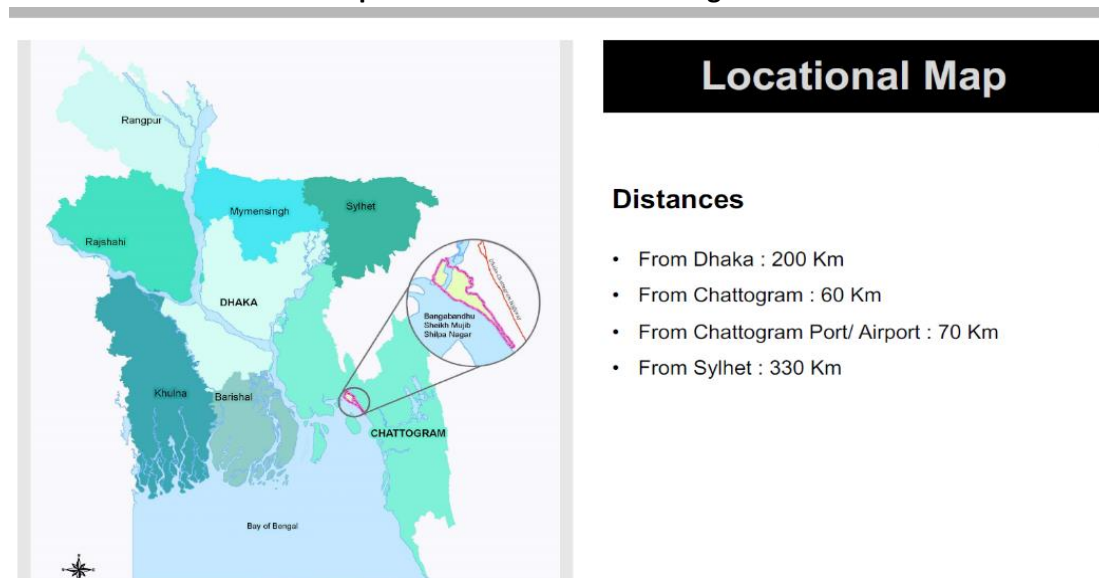 Locational Map
Distances
• From Dhaka : 200 Km
• From Chattogram : 60 Km
• From Chattogram Port/ Airport : 70 Km
• From Sylhet : 330 Km
Rangpur
Mymensingh
Sylhet
Rajshahi
DHAKA
Bangabandhu
Sheikh Mujib
Shilpa Nagar
Khulna
Barishal
CHATTOGRAM
Bay of Bengal